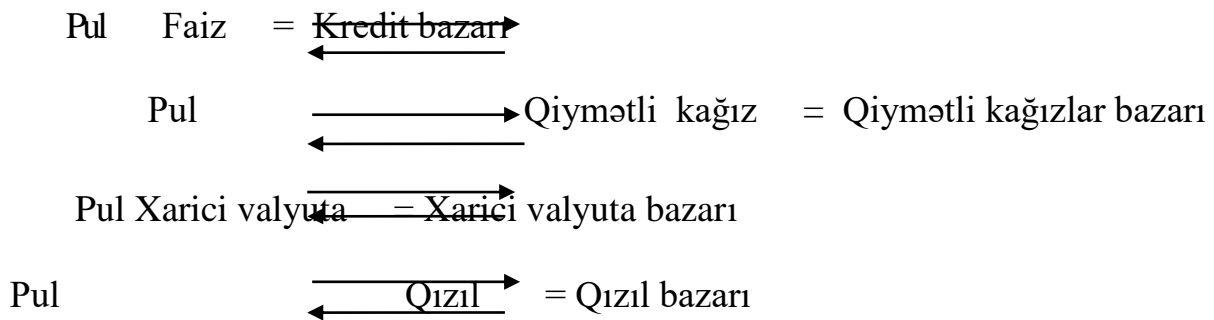 Pul Faiz = Kredit bazarı
Pul Qiymətli kağız = Qiymətli kağızlar bazarı
Pul Xarici valyuta = Xarici valyuta bazarı
Pul Qızıl = Qızıl bazarı